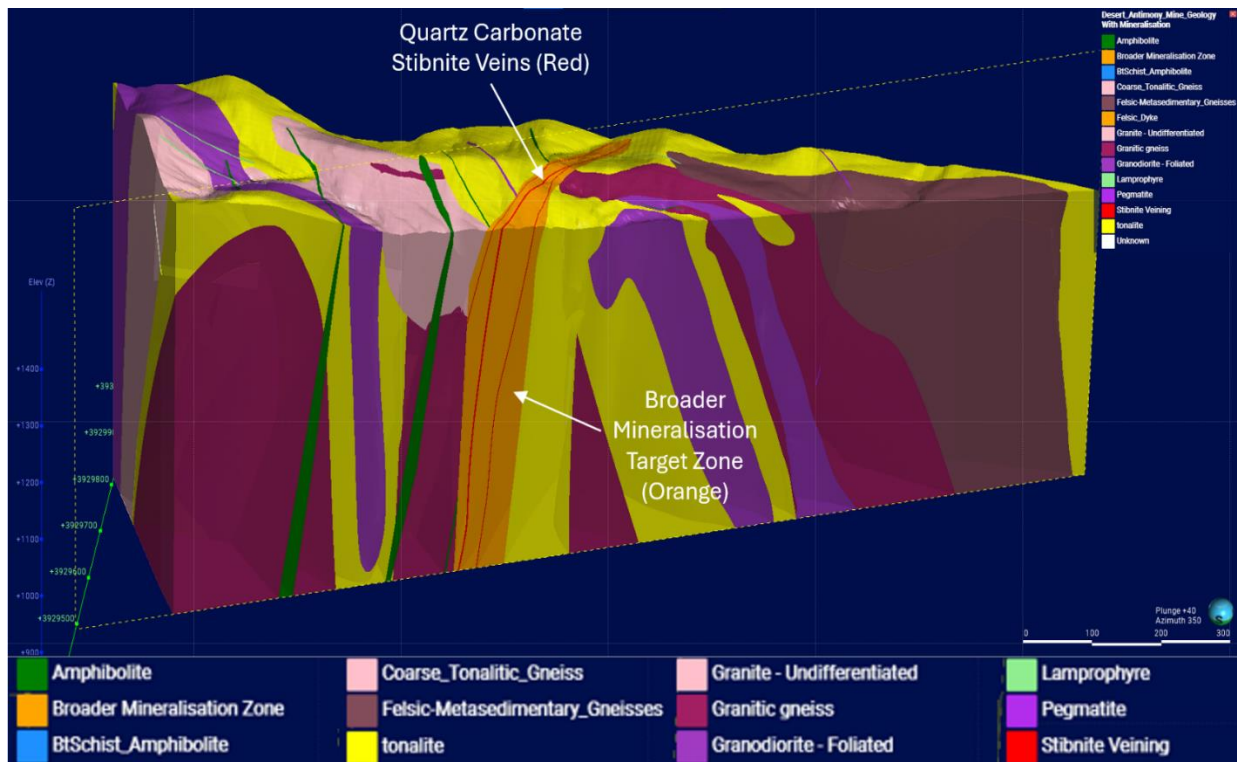 Quartz Carbonate
Stibnite Veins (Red)
Desert_Antimony_Mine_Geology
With Mineralisation
Amphibolite
Broader Mineralisation Zone
BtSchist_Amphibolite
Coarse_Tonalitic_Gneiss
Felsic-Metasedimentary_Gneisses
Felsic_Dyke
Granite - Undifferentiated
Granitic gneiss
Granodiorite - Foliated
Lamprophyre
Pegmatite
Stibnite Veining
tonalite
Unknown
Elev (Z)
+1400
+1300
+1200
+1100
+1000
+900
+393
+3929800
+3929700
+3929600
+3929500
Broader
Mineralisation
Target Zone
(Orange)
Plunge +40
Azimuth 350
0 100 200 300
Amphibolite Coarse_Tonalitic_Gneiss Granite - Undifferentiated Lamprophyre
Broader Mineralisation Zone Felsic-Metasedimentary_Gneisses Granitic gneiss Pegmatite
BtSchist_Amphibolite tonalite Granodiorite - Foliated Stibnite Veining